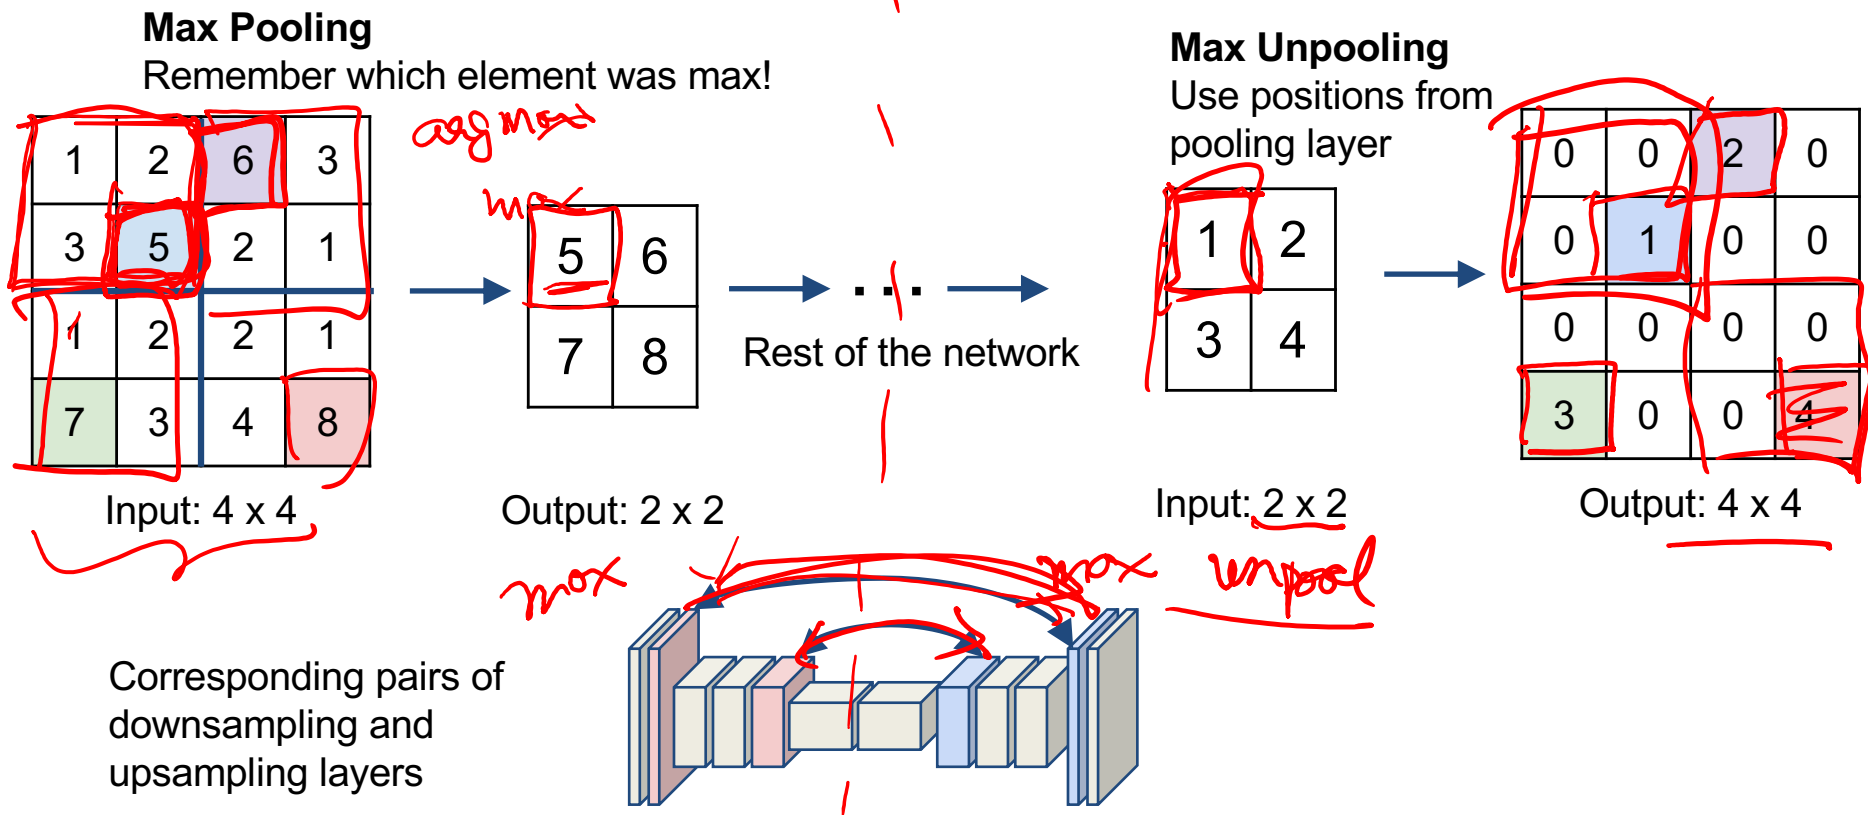 Max Pooling
Remember which element was max!
argmax
1 2 6 3
3 5 2 1
1 2 2 1
7 3 4 8
Input: 4 x 4
max
5 6
7 8
Output: 2 x 2
...
Rest of the network
Max Unpooling
Use positions from
pooling layer
1 2
3 4
Input: 2 x 2
0 0 2 0
0 1 0 0
0 0 0 0
3 0 0 4
Output: 4 x 4
max
max unpool
Corresponding pairs of
downsampling and
upsampling layers